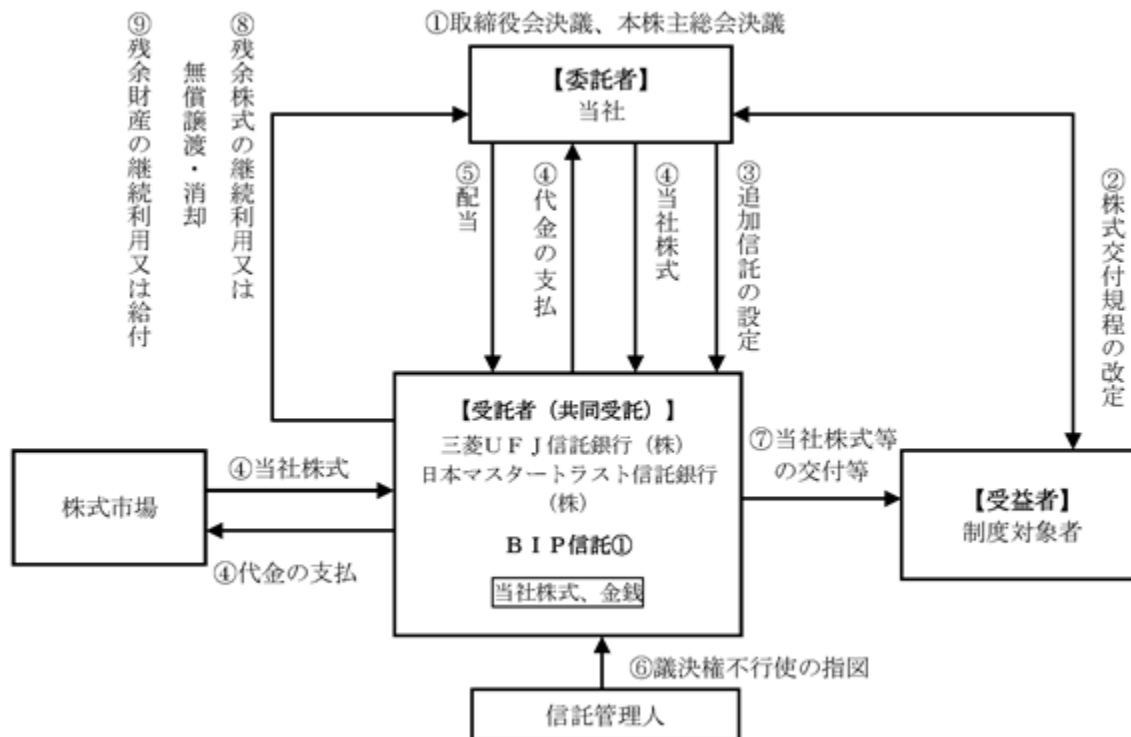 ①取締役会決議、本株主総会決議
【委託者】
当社
⑨残余財産の継続利用又は給付
⑧残余株式の継続利用又は
無償譲渡・消却
⑤配当
④代金の支払
④当社株式
③追加信託の設定
②株式交付規程の改定
【受託者（共同受託）】
三菱ＵＦＪ信託銀行（株）
日本マスタートラスト信託銀行
（株）
ＢＩＰ信託①
当社株式、金銭
株式市場
④当社株式
④代金の支払
⑦当社株式等
の交付等
【受益者】
制度対象者
⑥議決権不行使の指図
信託管理人